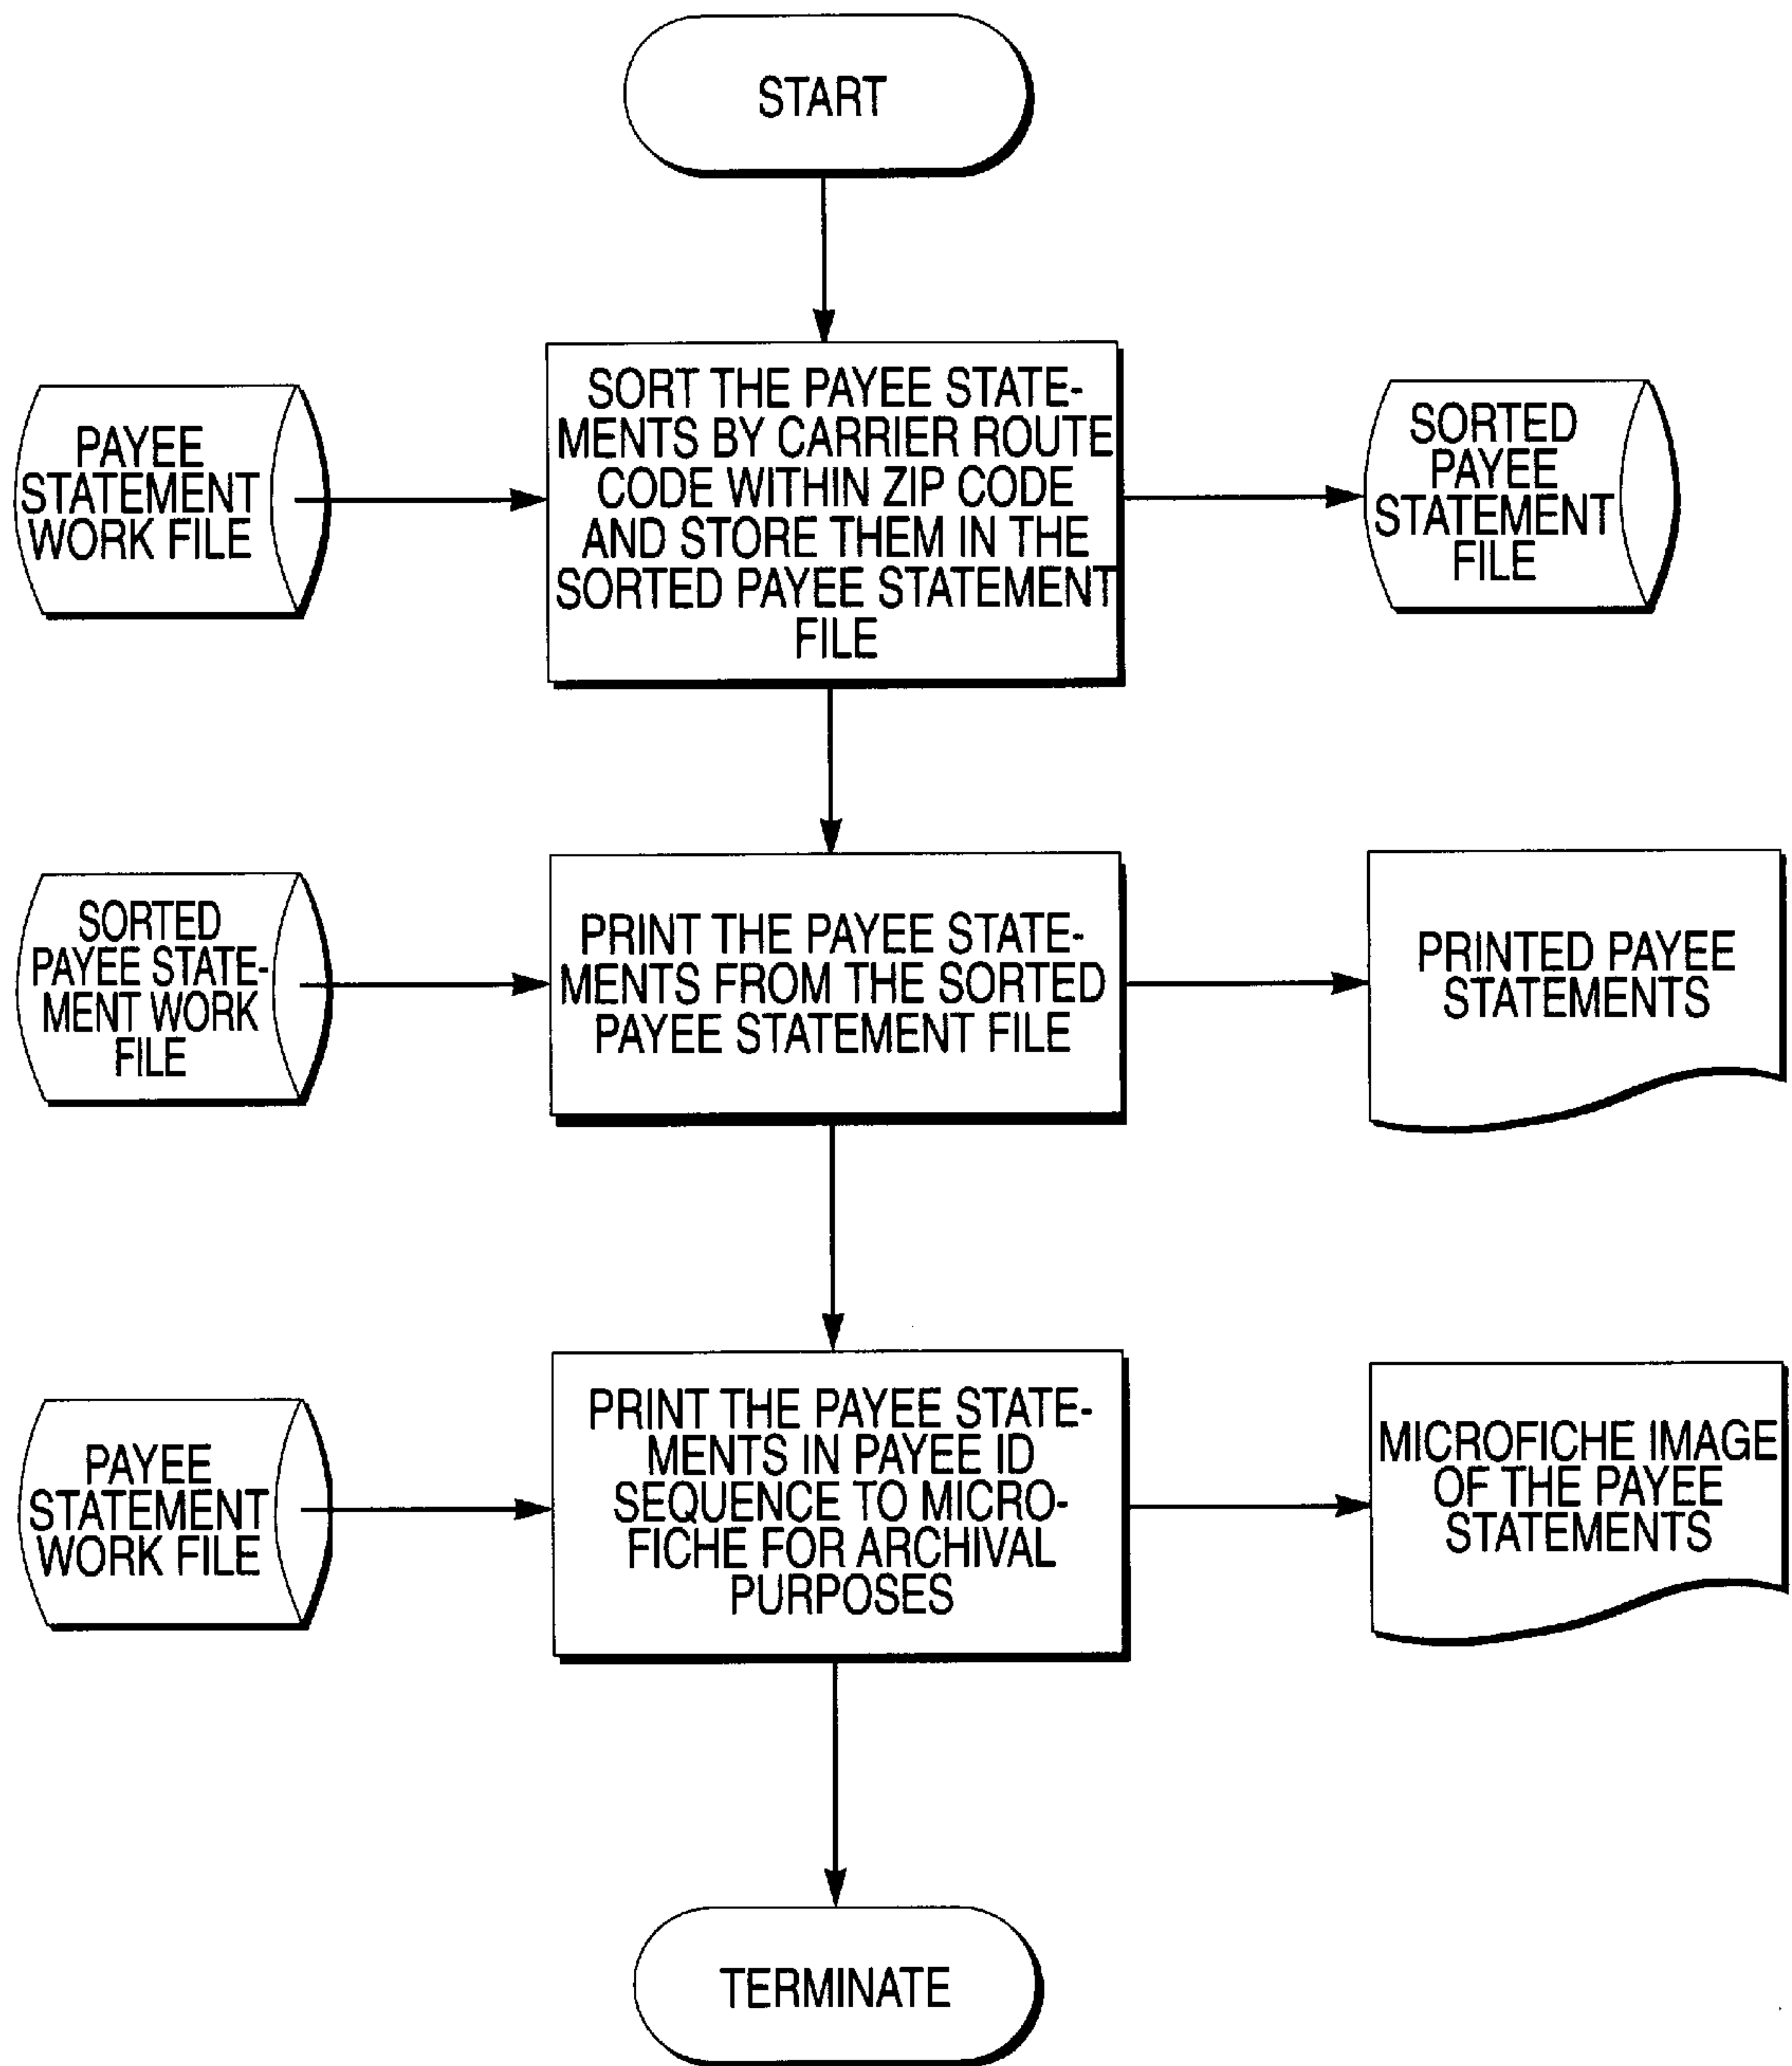 START
PAYEE
STATEMENT
WORK FILE
SORT THE PAYEE STATE-
MENTS BY CARRIER ROUTE
CODE WITHIN ZIP CODE
AND STORE THEM IN THE
SORTED PAYEE STATEMENT
FILE
SORTED
PAYEE
STATEMENT
FILE
SORTED
PAYEE STATE-
MENT WORK
FILE
PRINT THE PAYEE STATE-
MENTS FROM THE SORTED
PAYEE STATEMENT FILE
PRINTED PAYEE
STATEMENTS
PAYEE
STATEMENT
WORK FILE
PRINT THE PAYEE STATE-
MENTS IN PAYEE ID
SEQUENCE TO MICRO-
FICHE FOR ARCHIVAL
PURPOSES
MICROFICHE IMAGE
OF THE PAYEE
STATEMENTS
TERMINATE